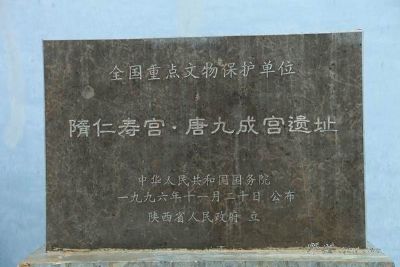 全国重点文物保护单位
隋仁寿宫·唐九成宫遗址
中华人民共和国国务院
一九九六年十一月二十日 公布
陕西省人民政府 立